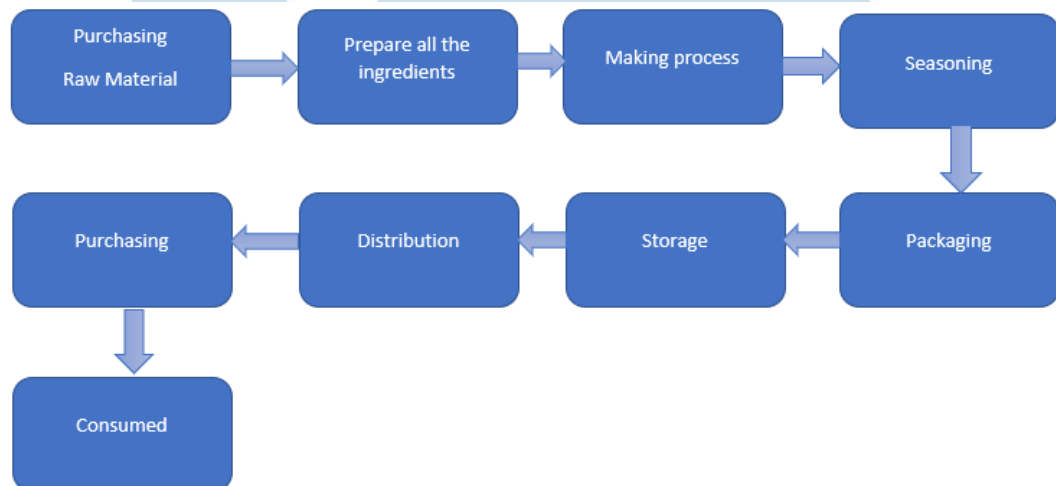 Purchasing
Raw Material
Prepare all the
ingredients
Making process
Seasoning
Purchasing
Distribution
Storage
Packaging
Consumed